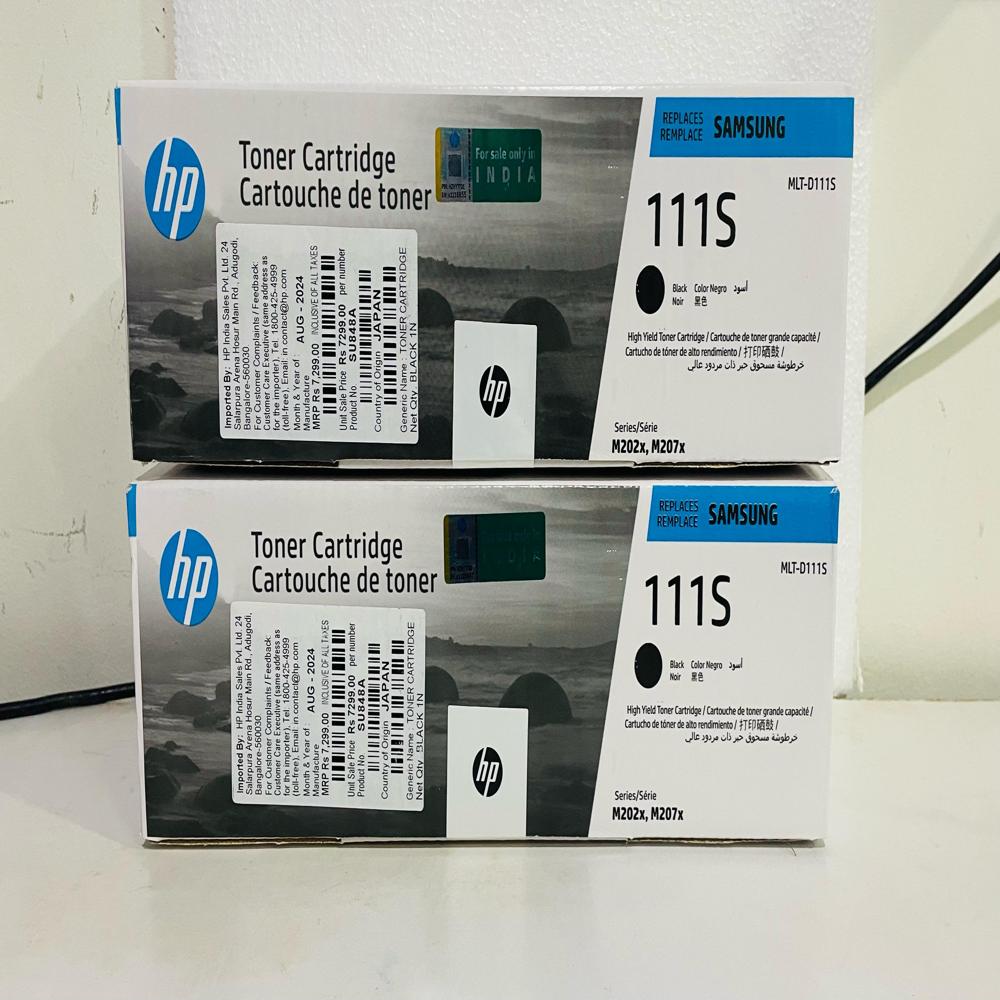 hp
Toner Cartridge
Cartouche de toner
For sale only in
INDIA
REPLACES
REMPLACE
SAMSUNG
MLT-D111S
111S
Black Color Negro أسود
Noir 黑色
High Yield Toner Cartridge / Cartouche de toner grande capacité /
Cartucho de tóner de alto rendimiento / 打印硒鼓 /
خرطوشة مسحوق حبر ذات مردود عالى
Series/Série
M202x, M207x
hp
Imported By: HP India Sales Pvt. Ltd. 24
Salarpura Arena Hosur Main Rd., Adugodi,
Bangalore-560030
For Customer Complaints / Feedback:
Customer Care Executive (same address as
for the importer), Tel. 1800-425-4999
(toll-free), Email: in.contact@hp.com
Month & Year of : AUG - 2024
Manufacture
MRP Rs 7,299.00 INCLUSIVE OF ALL TAXES
Unit Sale Price Rs 7299.00 per number
Product No. SU848A
Country of Origin JAPAN
Generic Name : TONER CARTRIDGE
Net Qty. BLACK 1N
hp
Toner Cartridge
Cartouche de toner
INDIA
REPLACES
REMPLACE
SAMSUNG
MLT-D111S
111S
Black Color Negro أسود
Noir 黑色
High Yield Toner Cartridge / Cartouche de toner grande capacité /
Cartucho de tóner de alto rendimiento / 打印硒鼓 /
خرطوشة مسحوق حبر ذات مردود عالى
Series/Série
M202x, M207x
hp
Imported By: HP India Sales Pvt. Ltd. 24
Salarpura Arena Hosur Main Rd., Adugodi,
Bangalore-560030
For Customer Complaints / Feedback:
Customer Care Executive (same address as
for the importer), Tel. 1800-425-4999
(toll-free), Email: in.contact@hp.com
Month & Year of : AUG - 2024
Manufacture
MRP Rs 7,299.00 INCLUSIVE OF ALL TAXES
Unit Sale Price Rs 7299.00 per number
Product No. SU848A
Country of Origin JAPAN
Generic Name : TONER CARTRIDGE
Net Qty. BLACK 1N